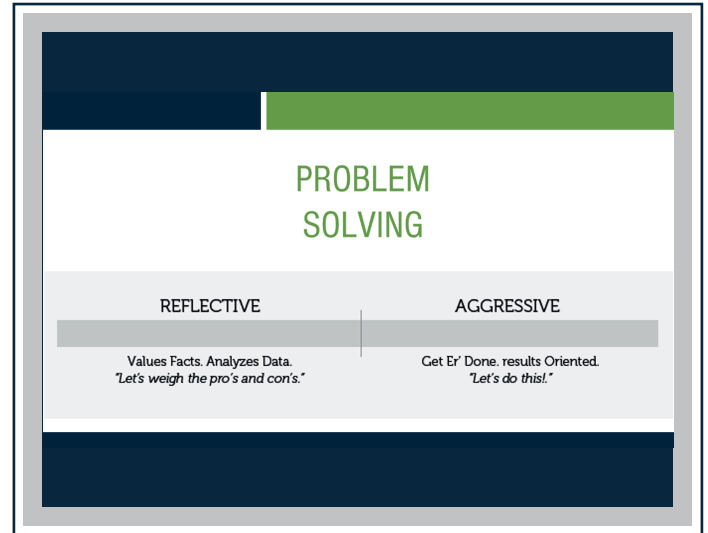 PROBLEM
SOLVING
REFLECTIVE
AGGRESSIVE
Values Facts. Analyzes Data.
"Let's weigh the pro's and con's."
Get Er' Done. results Oriented.
"Let's do this!."